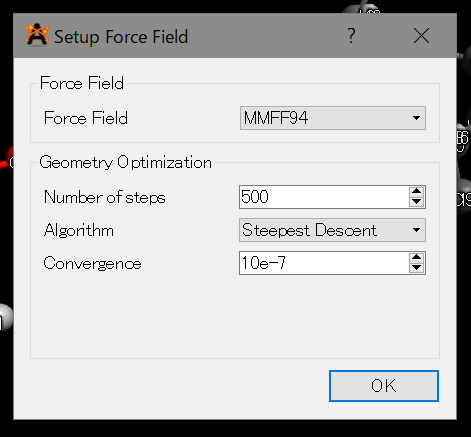 Setup Force Field
?
Force Field
Force Field
MMFF94
Geometry Optimization
Number of steps
500
Algorithm
Steepest Descent
Convergence
10e-7
OK